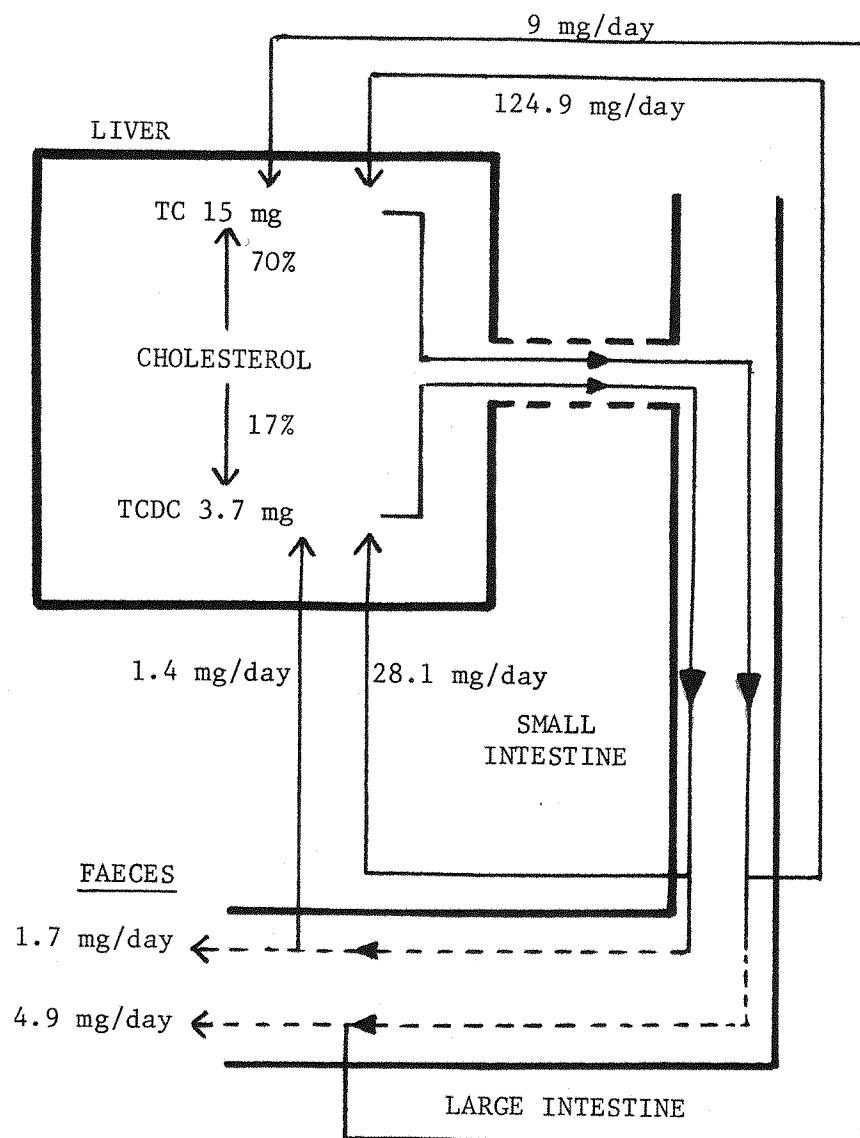 9 mg/day
124.9 mg/day
LIVER
TC 15 mg
70%
CHOLESTEROL
17%
TCDC 3.7 mg
1.4 mg/day
28.1 mg/day
SMALL
INTESTINE
FAECES
1.7 mg/day
4.9 mg/day
LARGE INTESTINE